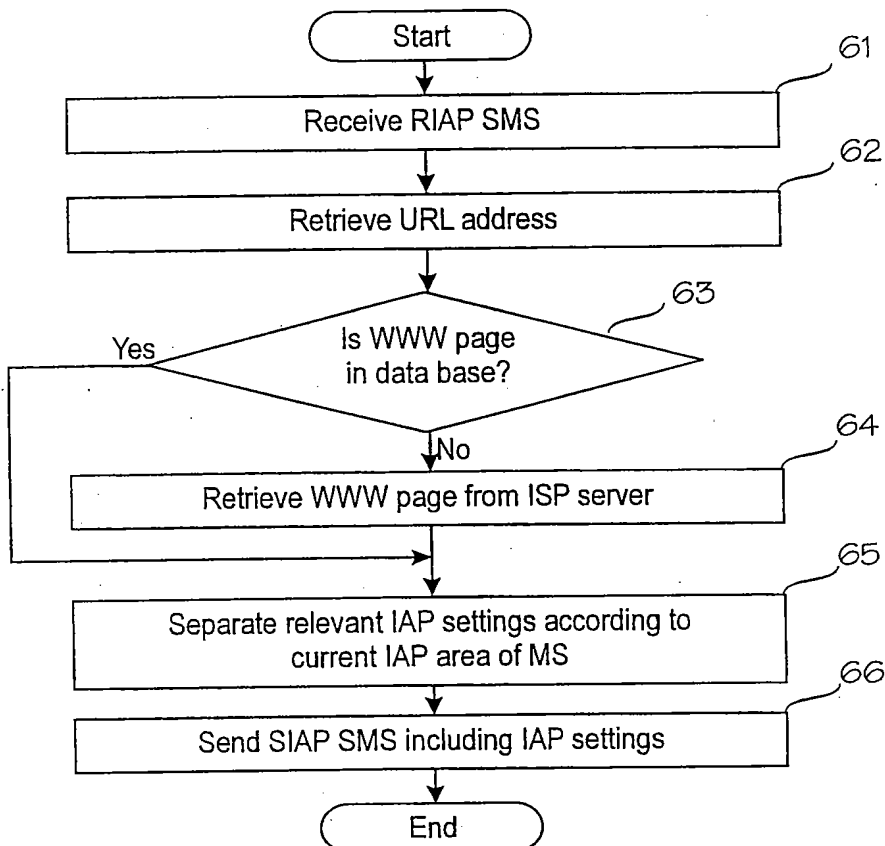 Start
61
Receive RIAP SMS
62
Retrieve URL address
63
Yes
Is WWW page
in data base?
No
64
Retrieve WWW page from ISP server
65
Separate relevant IAP settings according to
current IAP area of MS
66
Send SIAP SMS including IAP settings
End